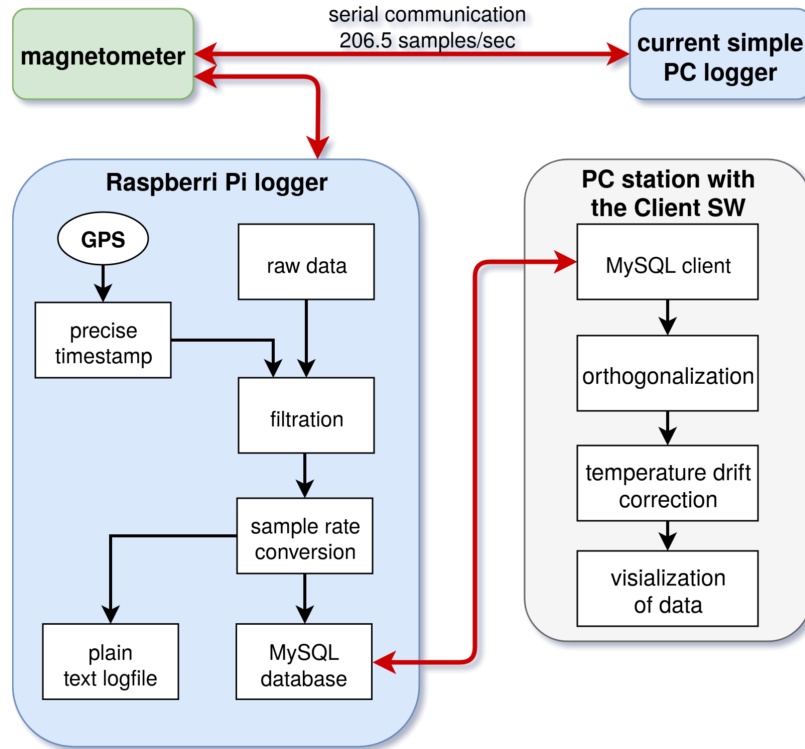 serial communication
206.5 samples/sec
magnetometer
current simple
PC logger
Raspberri Pi logger
GPS
raw data
precise
timestamp
filtration
sample rate
conversion
plain
text logfile
MySQL
database
PC station with
the Client SW
MySQL client
orthogonalization
temperature drift
correction
visialization
of data